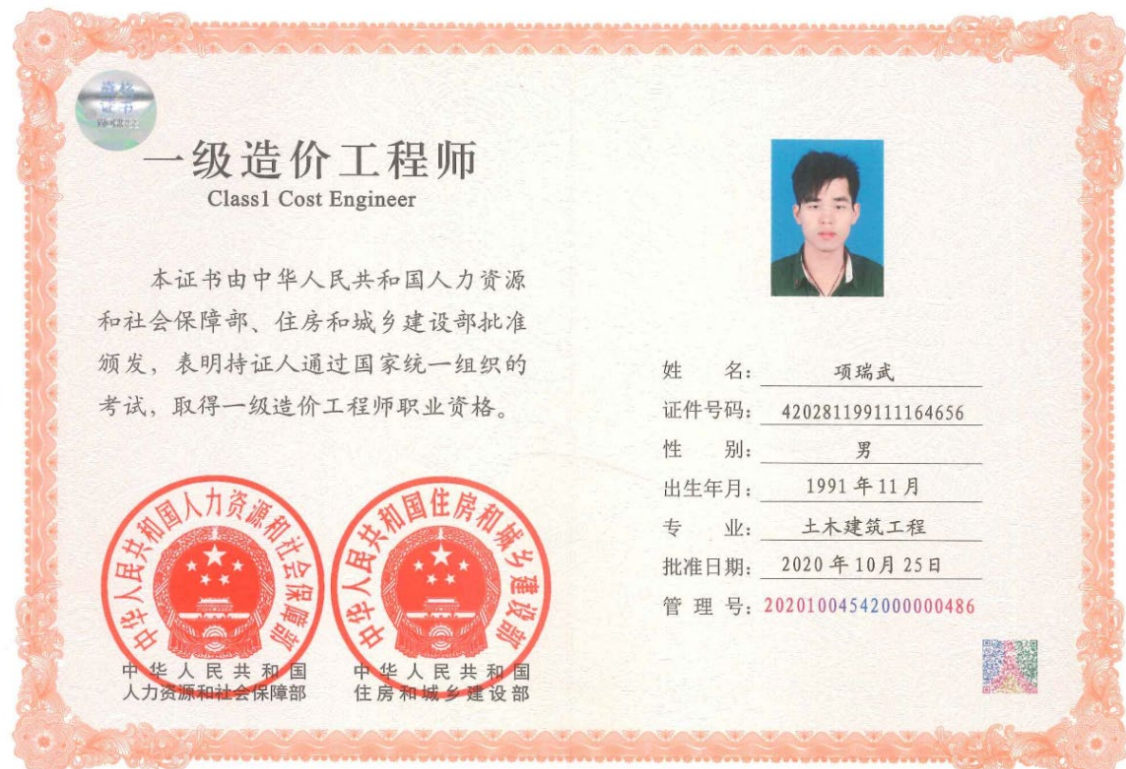 资格
证书
一级造价工程师
Class1 Cost Engineer
本证书由中华人民共和国人力资源
和社会保障部、住房和城乡建设部批准
颁发，表明持证人通过国家统一组织的
考试，取得一级造价工程师职业资格。
中华人民共和国人力资源和社会保障部
中华人民共和国住房和城乡建设部
中华人民共和国
人力资源和社会保障部
中华人民共和国
住房和城乡建设部
姓 名： 项瑞武
证件号码： 420281199111164656
性 别： 男
出生年月： 1991年11月
专 业： 土木建筑工程
批准日期： 2020年10月25日
管 理 号： 20201004542000000486